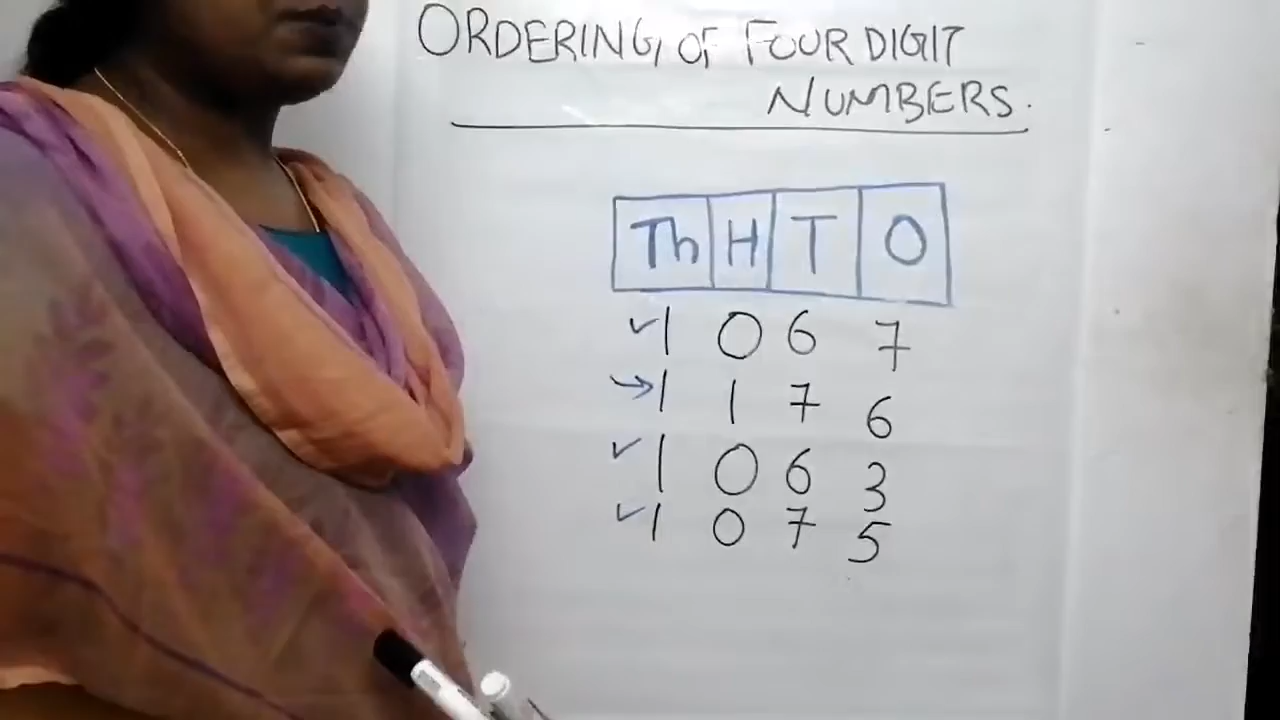 ORDERING OF FOUR DIGIT
NUMBERS.
Th H T O
✓1 0 6 7
→1 1 7 6
✓1 0 6 3
✓1 0 7 5